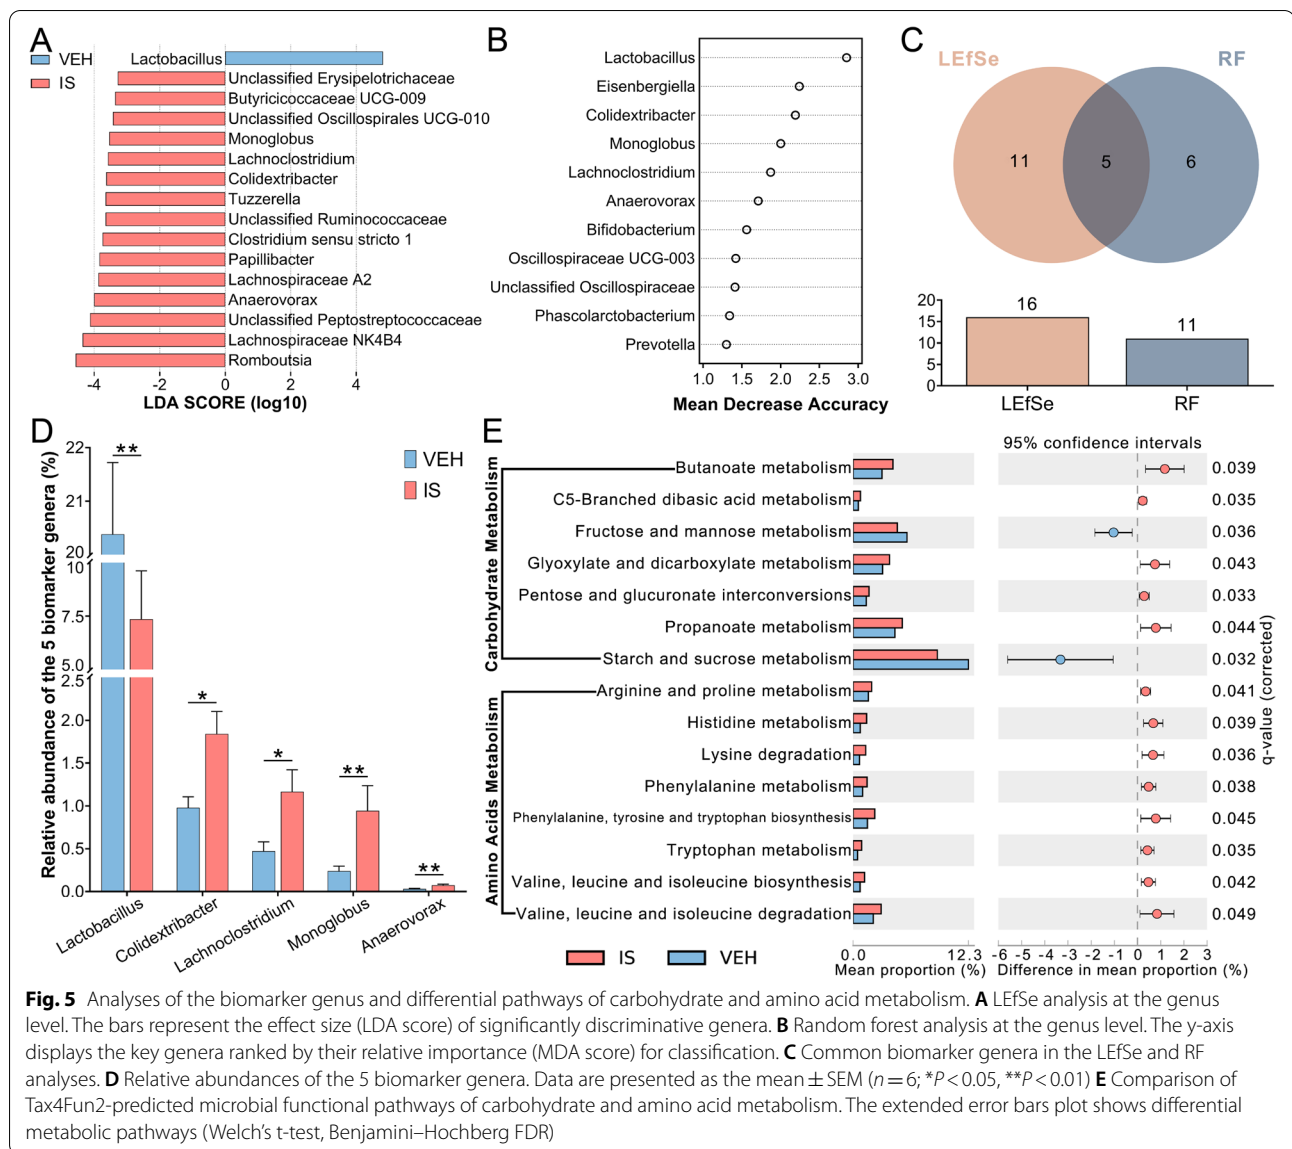 A
VEH
IS
Lactobacillus
Unclassified Erysipelotrichaceae
Butyricicoccaceae UCG-009
Unclassified Oscillospirales UCG-010
Monoglobus
Lachnoclostridium
Colidextribacter
Tuzzerella
Unclassified Ruminococcaceae
Clostridium sensu stricto 1
Papillibacter
Lachnospiraceae A2
Anaerovorax
Unclassified Peptostreptococcaceae
Lachnospiraceae NK4B4
Romboutsia
-4 -2 0 2 4
LDA SCORE (log10)
B
Lactobacillus
Eisenbergiella
Colidextribacter
Monoglobus
Lachnoclostridium
Anaerovorax
Bifidobacterium
Oscillospiraceae UCG-003
Unclassified Oscillospiraceae
Phascolarctobacterium
Prevotella
1.0 1.5 2.0 2.5 3.0
Mean Decrease Accuracy
C
LEfSe RF
11 5 6
20
15
10
5
0
16
11
LEfSe RF
D
Relative abundance of the 5 biomarker genera (%)
22
21
20
10
7.5
5.0
2.5
2.0
1.5
1.0
0.5
0.0
VEH
IS
**
*
*
**
**
Lactobacillus
Colidextribacter
Lachnoclostridium
Monoglobus
Anaerovorax
E
95% confidence intervals
Carbohydrate Metabolism
Butanoate metabolism 0.039
C5-Branched dibasic acid metabolism 0.035
Fructose and mannose metabolism 0.036
Glyoxylate and dicarboxylate metabolism 0.043
Pentose and glucuronate interconversions 0.033
Propanoate metabolism 0.044
Starch and sucrose metabolism 0.032
Amino Acids Metabolism
Arginine and proline metabolism 0.041
Histidine metabolism 0.039
Lysine degradation 0.036
Phenylalanine metabolism 0.038
Phenylalanine, tyrosine and tryptophan biosynthesis 0.045
Tryptophan metabolism 0.035
Valine, leucine and isoleucine biosynthesis 0.042
Valine, leucine and isoleucine degradation 0.049
q-value (corrected)
IS VEH
0.0 12.3
Mean proportion (%)
-6 -5 -4 -3 -2 -1 0 1 2 3
Difference in mean proportion (%)
Fig. 5 Analyses of the biomarker genus and differential pathways of carbohydrate and amino acid metabolism. A LEfSe analysis at the genus
level. The bars represent the effect size (LDA score) of significantly discriminative genera. B Random forest analysis at the genus level. The y-axis
displays the key genera ranked by their relative importance (MDA score) for classification. C Common biomarker genera in the LEfSe and RF
analyses. D Relative abundances of the 5 biomarker genera. Data are presented as the mean ± SEM (n = 6; *P < 0.05, **P < 0.01) E Comparison of
Tax4Fun2-predicted microbial functional pathways of carbohydrate and amino acid metabolism. The extended error bars plot shows differential
metabolic pathways (Welch's t-test, Benjamini–Hochberg FDR)